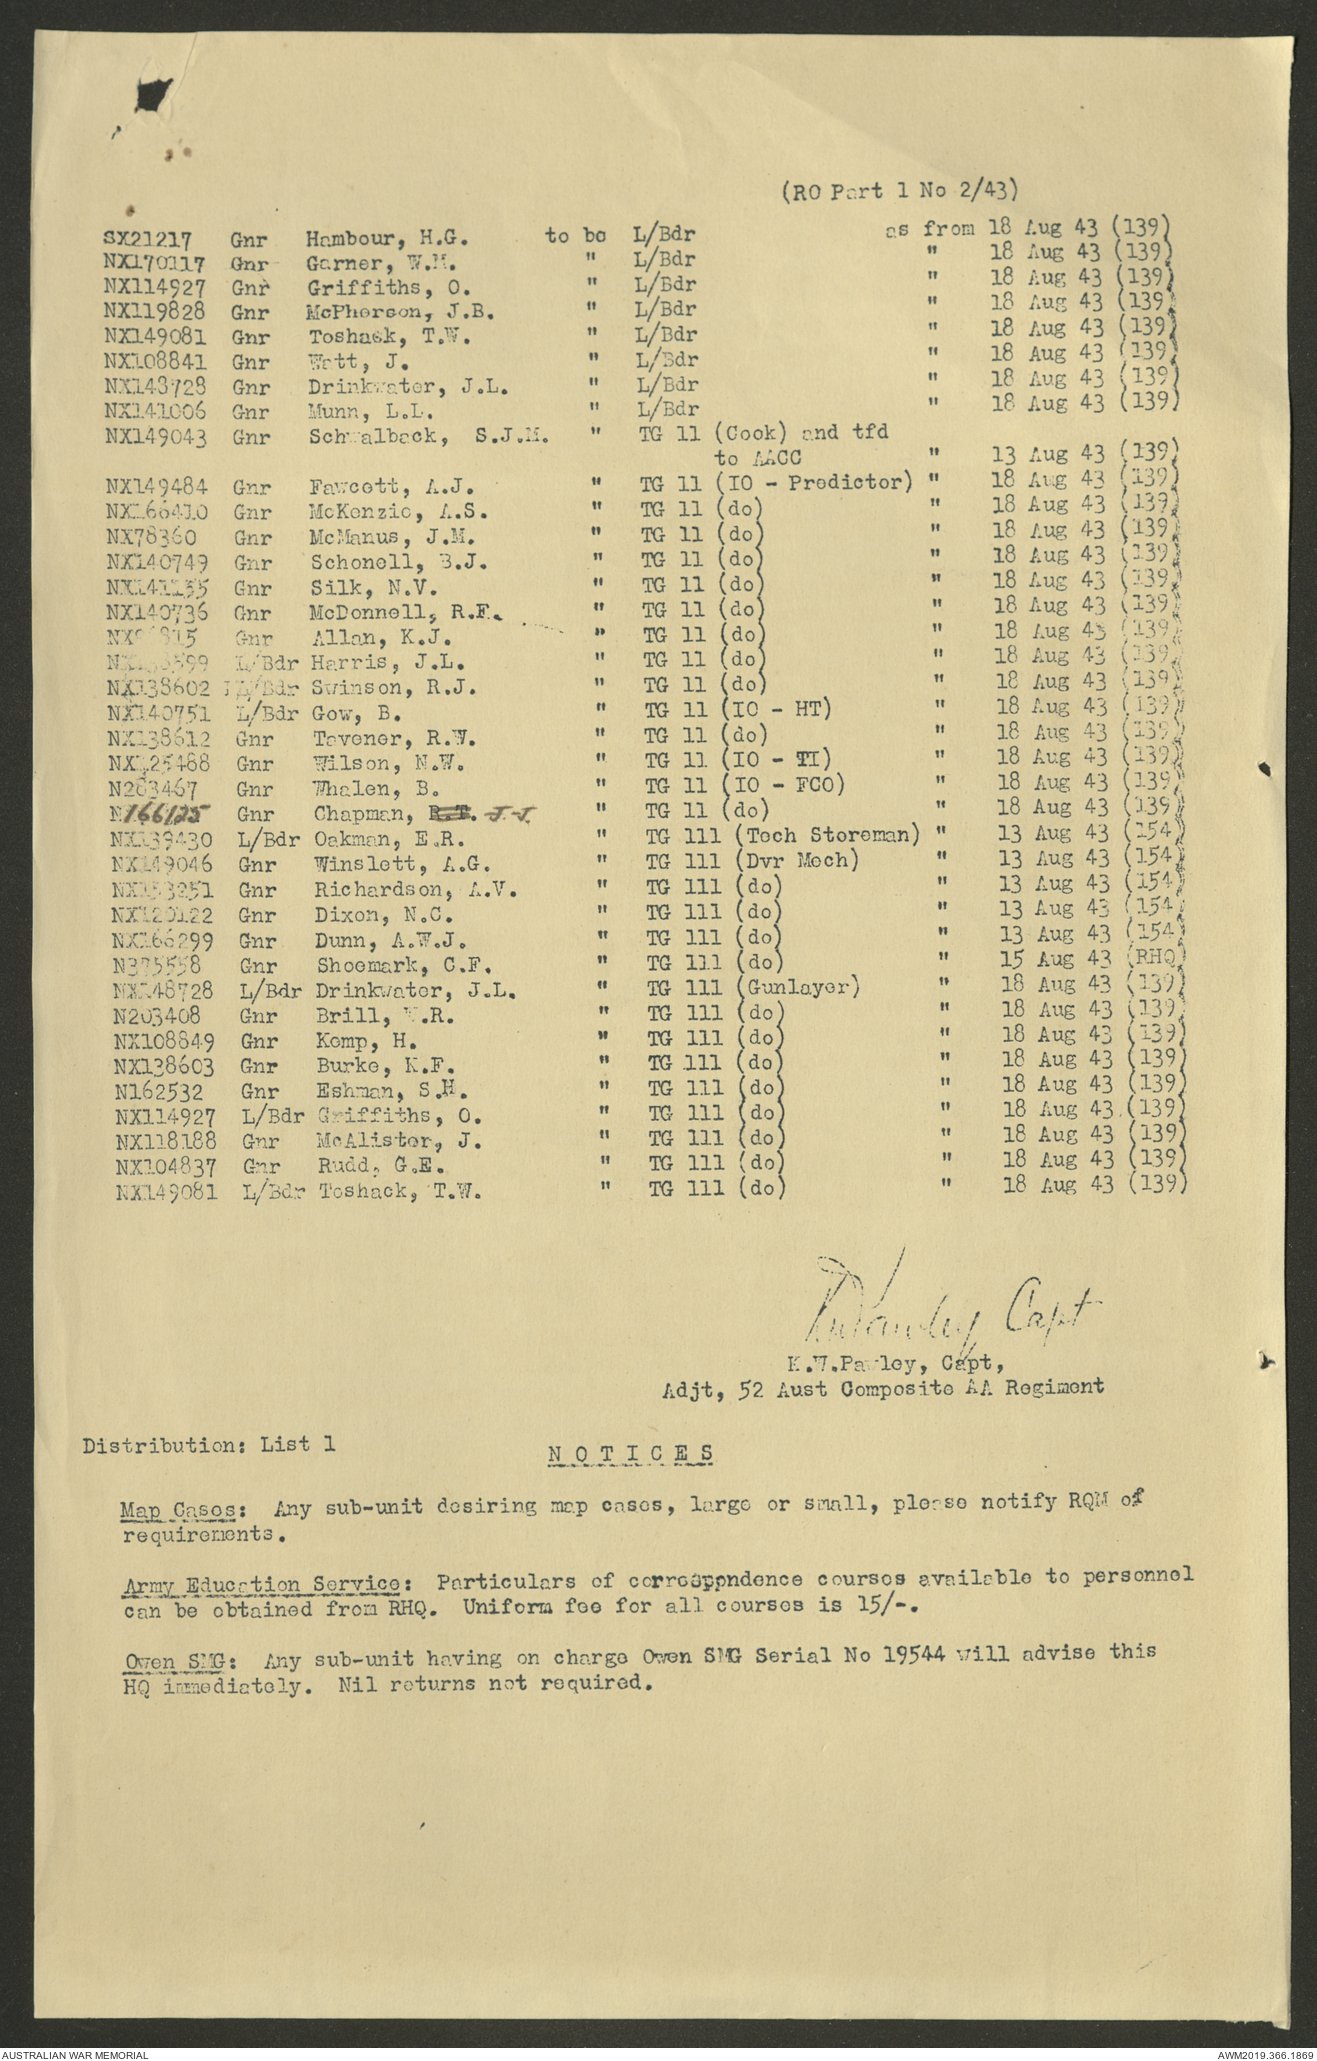 (RO Part 1 No 2/43)
SX21217 Gnr Hambour, H.G. to be L/Bdr as from 18 Aug 43 (139)
NX170117 Gnr Garner, W.M. " L/Bdr " 18 Aug 43 (139)
NX114927 Gnr Griffiths, O. " L/Bdr " 18 Aug 43 (139)
NX119828 Gnr McPherson, J.B. " L/Bdr " 18 Aug 43 (139)
NX149081 Gnr Toshack, T.W. " L/Bdr " 18 Aug 43 (139)
NX108841 Gnr Watt, J. " L/Bdr " 18 Aug 43 (139)
NX148728 Gnr Drinkwater, J.L. " L/Bdr " 18 Aug 43 (139)
NX141006 Gnr Munn, L.L. " L/Bdr " 18 Aug 43 (139)
NX149043 Gnr Schwalback, S.J.M. " TG 11 (Cook) and tfd
to AACC " 13 Aug 43 (139)
NX149484 Gnr Fawcett, A.J. " TG 11 (IO - Predictor) " 18 Aug 43 (139)
NX166410 Gnr McKenzie, A.S. " TG 11 (do) " 18 Aug 43 (139)
NX78360 Gnr McManus, J.M. " TG 11 (do) " 18 Aug 43 (139)
NX140749 Gnr Schonell, B.J. " TG 11 (do) " 18 Aug 43 (139)
NX141135 Gnr Silk, N.V. " TG 11 (do) " 18 Aug 43 (139)
NX140736 Gnr McDonnell, R.F. " TG 11 (do) " 18 Aug 43 (139)
Gnr Allan, K.J. " TG 11 (do) " 18 Aug 43 (139)
L/Bdr Harris, J.L. " TG 11 (do) " 18 Aug 43 (139)
NX138602 L/Bdr Swinson, R.J. " TG 11 (do) " 18 Aug 43 (139)
NX140751 L/Bdr Gow, B. " TG 11 (IO - HT) " 18 Aug 43 (139)
NX138612 Gnr Tavener, R.W. " TG 11 (do) " 18 Aug 43 (139)
NX125488 Gnr Wilson, N.W. " TG 11 (IO - TI) " 18 Aug 43 (139)
N263467 Gnr Whalen, B. " TG 11 (IO - FCO) " 18 Aug 43 (139)
N166125 Gnr Chapman, J.J. " TG 11 (do) " 18 Aug 43 (139)
NX139430 L/Bdr Oakman, E.R. " TG 111 (Tech Storeman) " 13 Aug 43 (154)
NX149046 Gnr Winslett, A.G. " TG 111 (Dvr Mech) " 13 Aug 43 (154)
NX153251 Gnr Richardson, A.V. " TG 111 (do) " 13 Aug 43 (154)
NX120122 Gnr Dixon, N.C. " TG 111 (do) " 13 Aug 43 (154)
NX166299 Gnr Dunn, A.W.J. " TG 111 (do) " 13 Aug 43 (154)
N375558 Gnr Shoemark, C.F. " TG 111 (do) " 15 Aug 43 (RHQ)
NX148728 L/Bdr Drinkwater, J.L. " TG 111 (Gunlayer) " 18 Aug 43 (139)
N203408 Gnr Brill, W.R. " TG 111 (do) " 18 Aug 43 (139)
NX108849 Gnr Kemp, H. " TG 111 (do) " 18 Aug 43 (139)
NX138603 Gnr Burke, K.F. " TG 111 (do) " 18 Aug 43 (139)
N162532 Gnr Eshman, S.H. " TG 111 (do) " 18 Aug 43 (139)
NX114927 L/Bdr Griffiths, O. " TG 111 (do) " 18 Aug 43 (139)
NX118188 Gnr McAlister, J. " TG 111 (do) " 18 Aug 43 (139)
NX104837 Gnr Rudd, G.E. " TG 111 (do) " 18 Aug 43 (139)
NX149081 L/Bdr Toshack, T.W. " TG 111 (do) " 18 Aug 43 (139)
KWPawley Capt
K.W.Pawley, Capt,
Adjt, 52 Aust Composite AA Regiment
Distribution: List 1
N O T I C E S
Map Cases: Any sub-unit desiring map cases, large or small, please notify RQM of
requirements.
Army Education Service: Particulars of correspondence courses available to personnel
can be obtained from RHQ. Uniform fee for all courses is 15/-.
Owen SMG: Any sub-unit having on charge Owen SMG Serial No 19544 will advise this
HQ immediately. Nil returns not required.
AUSTRALIAN WAR MEMORIAL AWM2019.366.1869